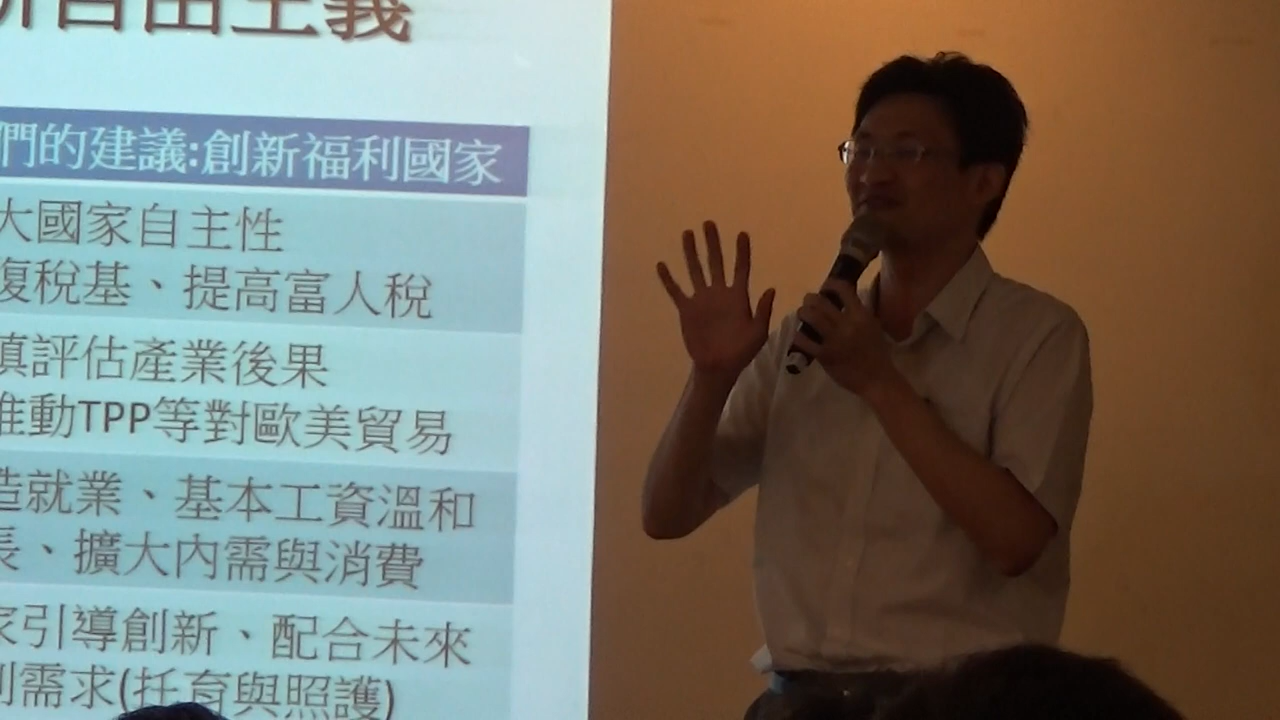 新自由主義
們的建議:創新福利國家
大國家自主性
復稅基、提高富人稅
慎評估產業後果
推動TPP等對歐美貿易
造就業、基本工資溫和
長、擴大內需與消費
家引導創新、配合未來
利需求(托育與照護)